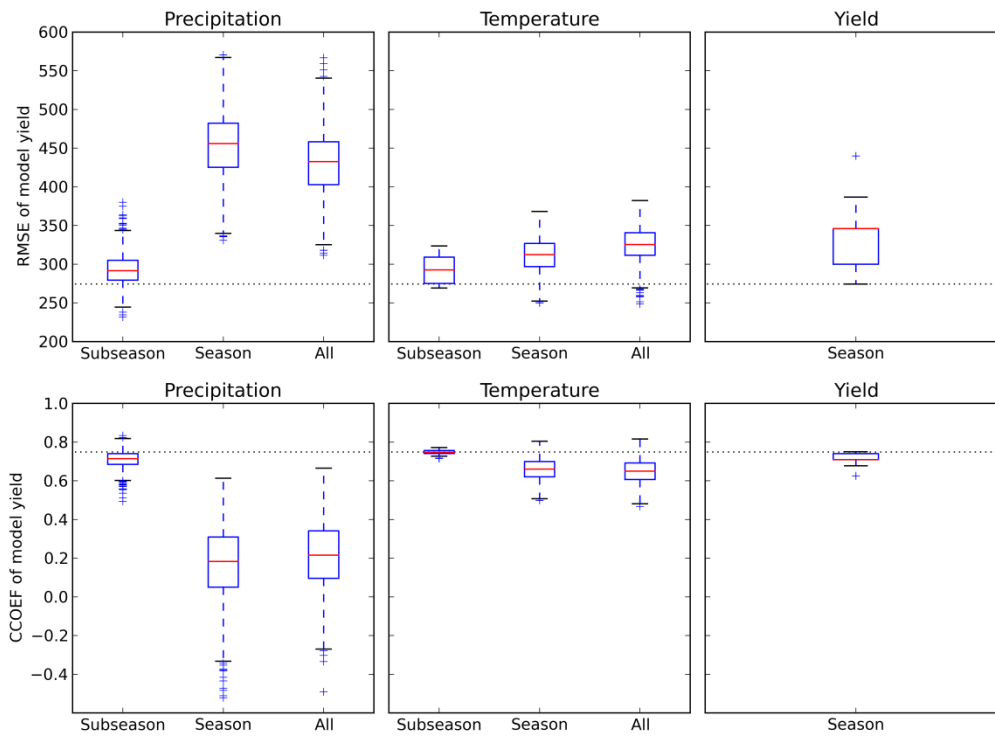 Precipitation Temperature Yield
600
550
500
450
400
350
300
250
200
RMSE of model yield
Subseason Season All Subseason Season All Season
Precipitation Temperature Yield
1.0
0.8
0.6
0.4
0.2
0.0
−0.2
−0.4
CCOEF of model yield
Subseason Season All Subseason Season All Season